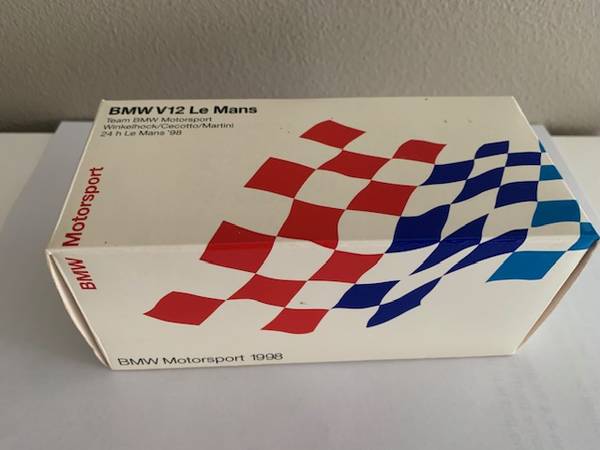 BMW V12 Le Mans
Team BMW Motorsport
Winkelhock/Cecotto/Martini
24 h Le Mans '98
BMW Motorsport
BMW Motorsport 1998